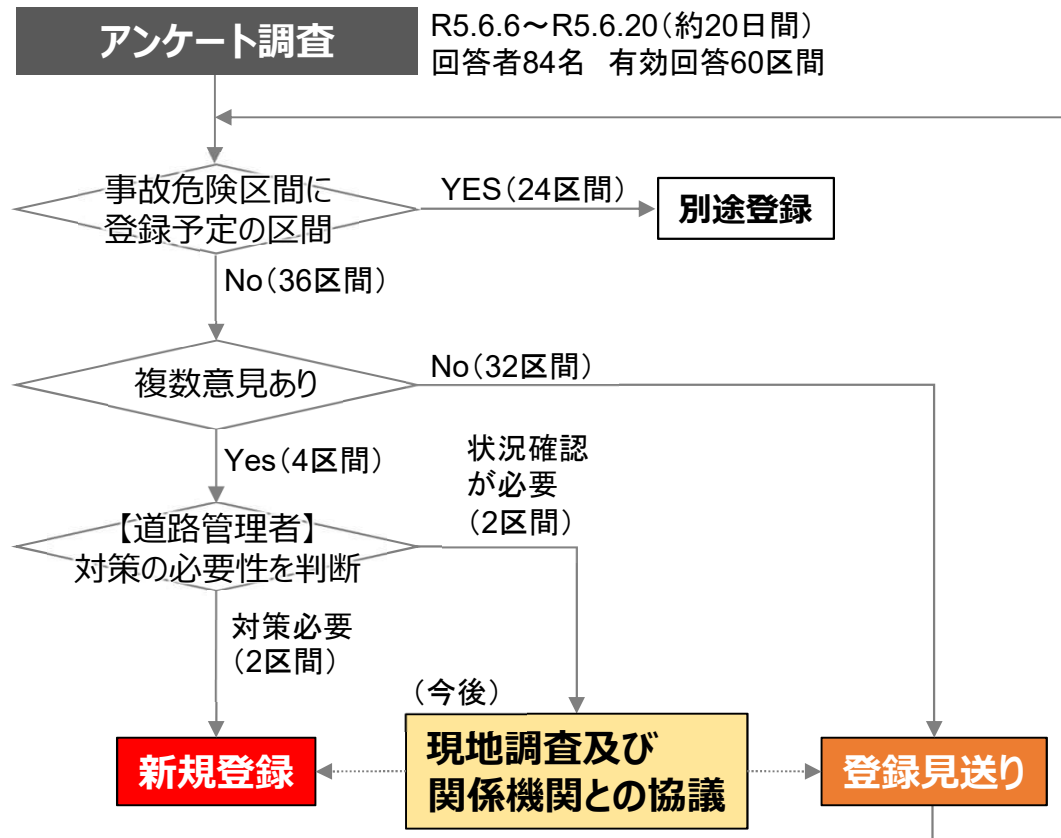 アンケート調査
R5.6.6～R5.6.20（約20日間）
回答者84名　有効回答60区間
事故危険区間に
登録予定の区間
YES（24区間）
別途登録
No（36区間）
複数意見あり
No（32区間）
Yes（4区間）
状況確認
が必要
（2区間）
【道路管理者】
対策の必要性を判断
対策必要
（2区間）
（今後）
新規登録
現地調査及び
関係機関との協議
登録見送り